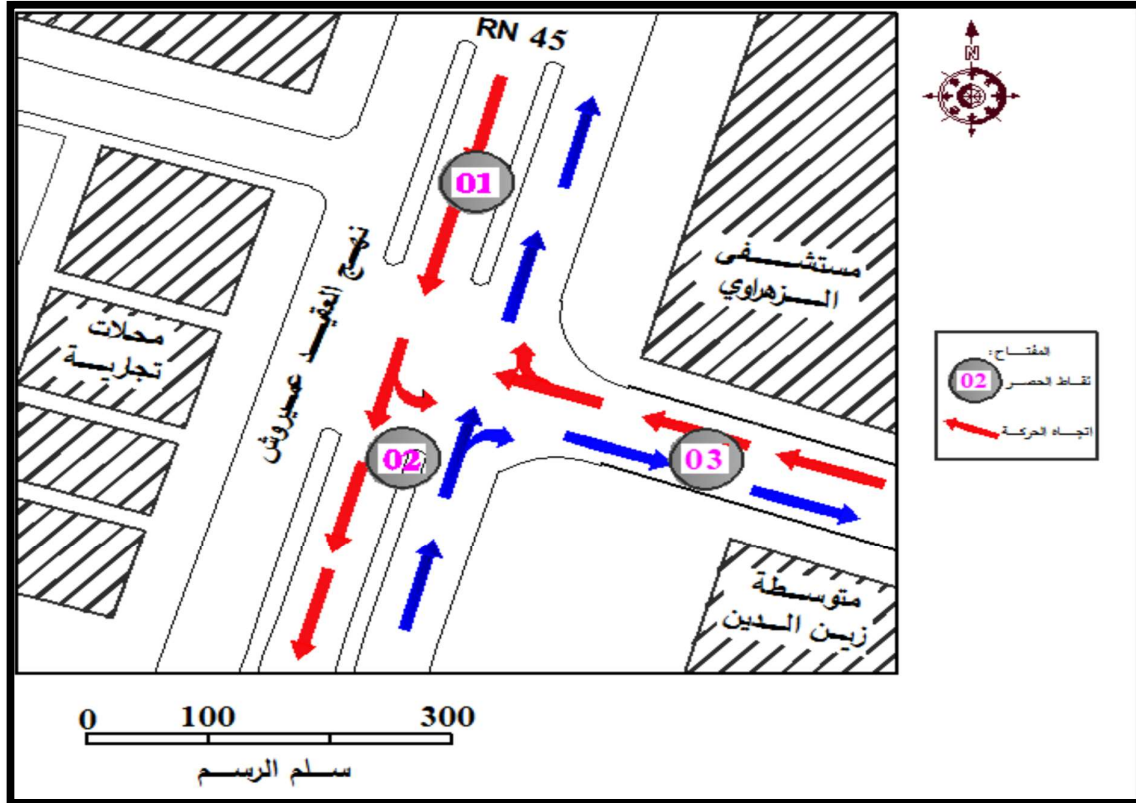 RN 45
N
01
نهج العقيد عميروش
مستشفى
الزهراوي
محلات
تجارية
المفتاح:
02 نقاط الحصر
اتجاه الحركة
02
03
متوسطة
زين الدين
0 100 300
سلم الرسم